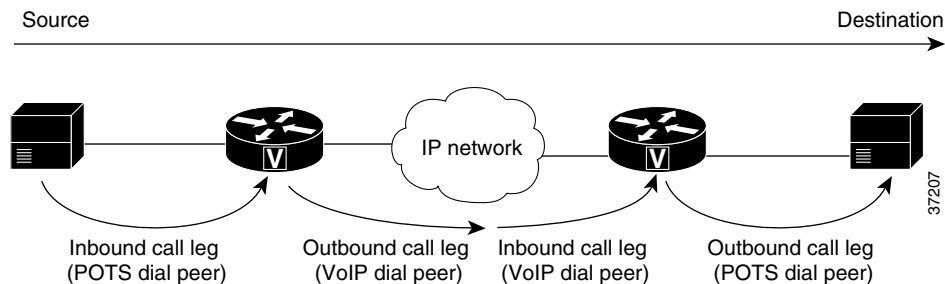 Source
Destination
IP network
V
V
37207
Inbound call leg
(POTS dial peer)
Outbound call leg
(VoIP dial peer)
Inbound call leg
(VoIP dial peer)
Outbound call leg
(POTS dial peer)